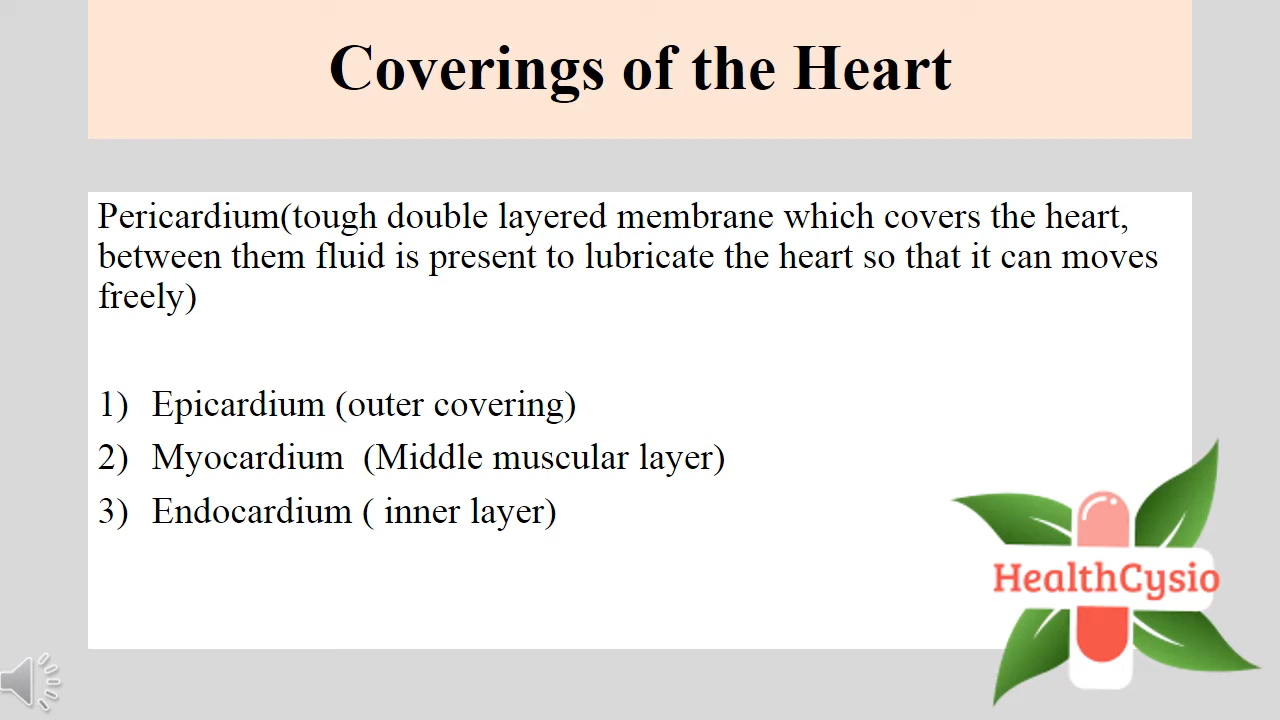 Coverings of the Heart
Pericardium(tough double layered membrane which covers the heart,
between them fluid is present to lubricate the heart so that it can moves
freely)
1) Epicardium (outer covering)
2) Myocardium  (Middle muscular layer)
3) Endocardium ( inner layer)
HealthCysio